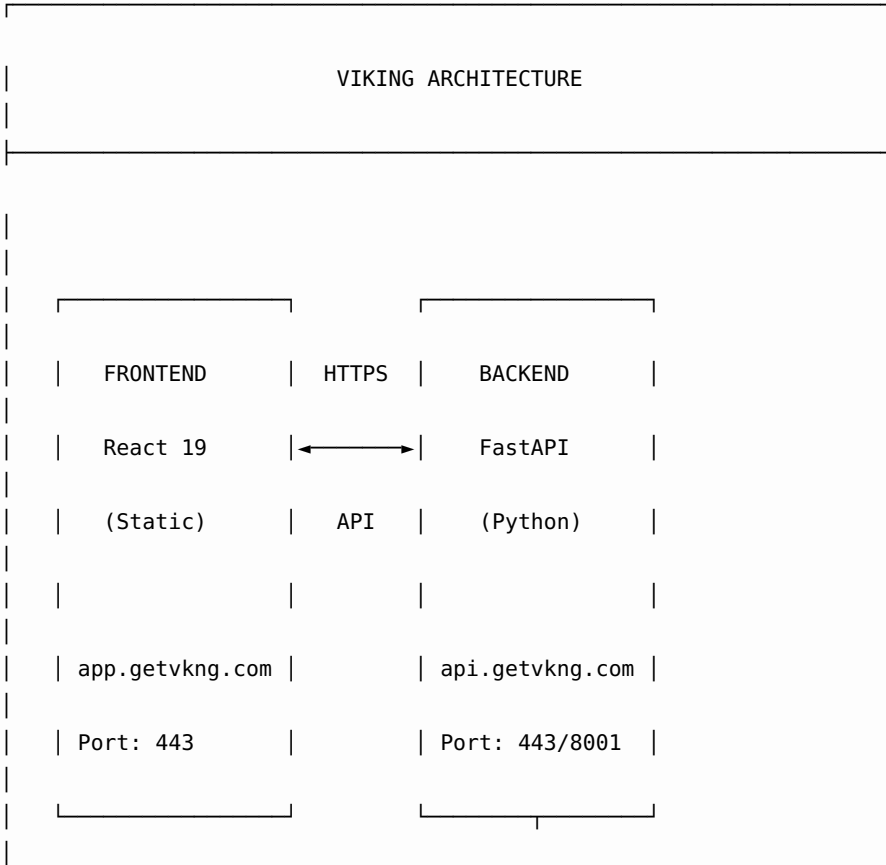 VIKING ARCHITECTURE
FRONTEND HTTPS BACKEND
React 19 FastAPI
(Static) API (Python)
app.getvkng.com api.getvkng.com
Port: 443 Port: 443/8001